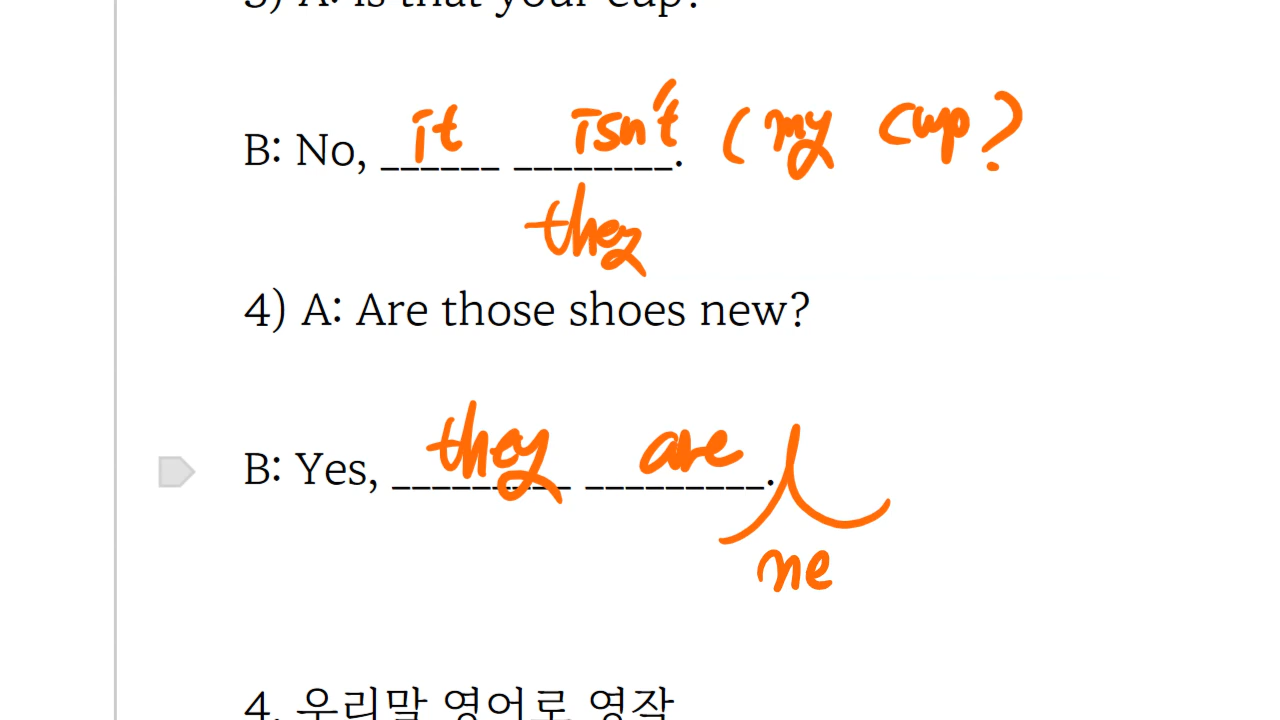 3) A: Is that your cup?
B: No, it isn't. (my cup?
they
4) A: Are those shoes new?
B: Yes, they are.
ne
4. 우리말 영어로 영작